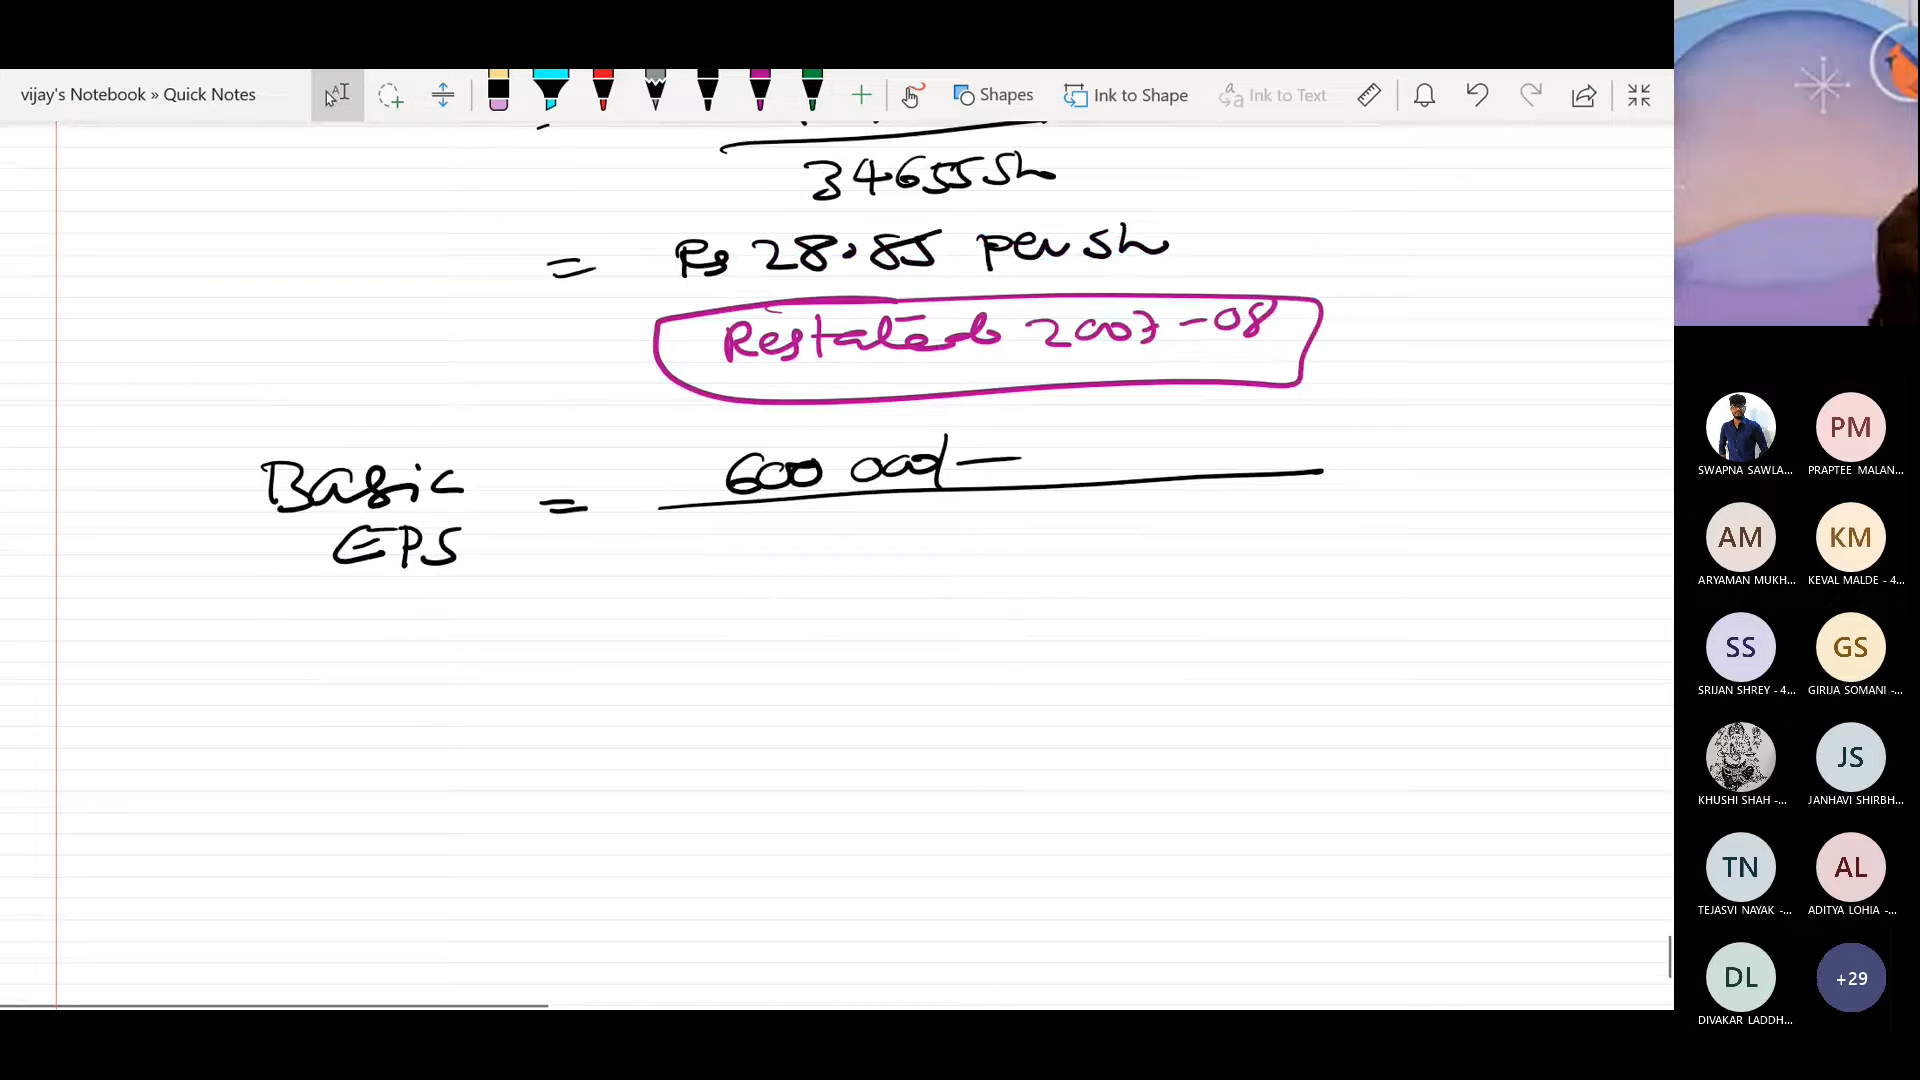 vijay's Notebook » Quick Notes
Shapes
Ink to Shape
Ink to Text
34655 Sh
= Rs 28.85 per sh
Restated 2007-08
Basic EPS = 600 000/-
SWAPNA SAWLA...
PM
PRAPTEE MALAN...
AM
ARYAMAN MUKH...
KM
KEVAL MALDE - 4...
SS
SRIJAN SHREY - 4...
GS
GIRIJA SOMANI -...
KHUSHI SHAH -...
JS
JANHAVI SHIRBH...
TN
TEJASVI NAYAK -...
AL
ADITYA LOHIA -...
DL
DIVAKAR LADDH...
+29